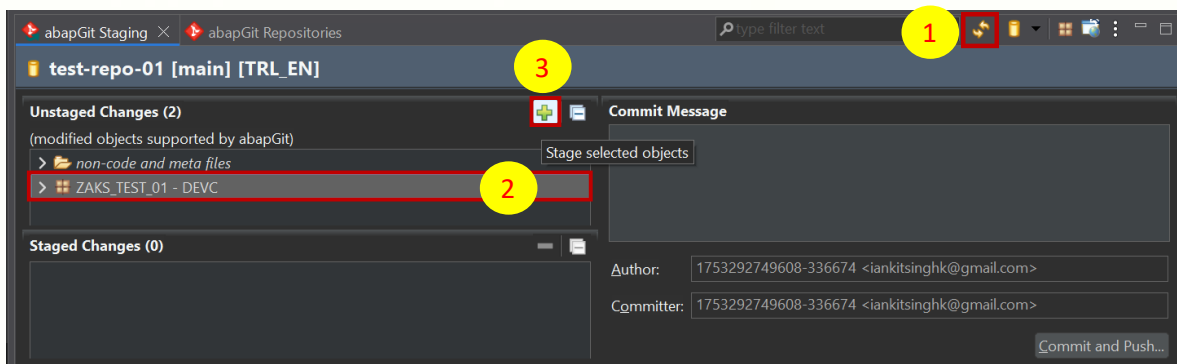 abapGit Staging
abapGit Repositories
type filter text
1
test-repo-01 [main] [TRL_EN]
3
Unstaged Changes (2)
Commit Message
(modified objects supported by abapGit)
Stage selected objects
non-code and meta files
ZAKS_TEST_01 - DEVC
2
Staged Changes (0)
Author: 1753292749608-336674 <iankitsinghk@gmail.com>
Committer: 1753292749608-336674 <iankitsinghk@gmail.com>
Commit and Push...